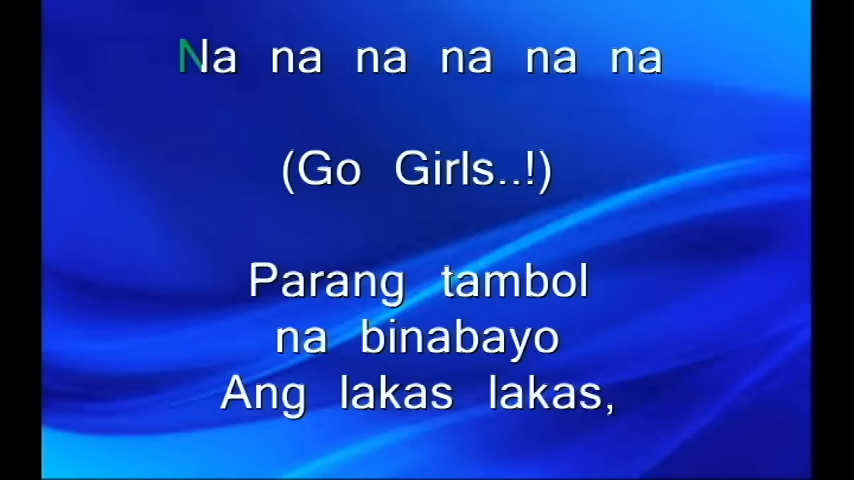 Na na na na na na
(Go Girls..!)
Parang tambol
na binabayo
Ang lakas lakas,